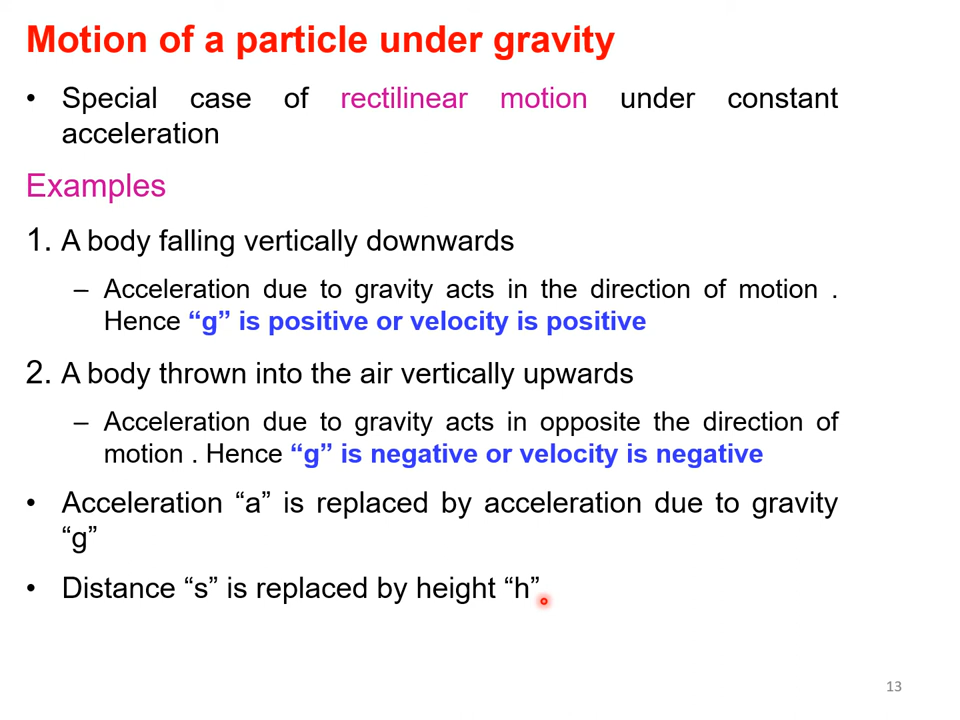 Motion of a particle under gravity
• Special case of rectilinear motion under constant
acceleration
Examples
1. A body falling vertically downwards
– Acceleration due to gravity acts in the direction of motion .
Hence “g” is positive or velocity is positive
2. A body thrown into the air vertically upwards
– Acceleration due to gravity acts in opposite the direction of
motion . Hence “g” is negative or velocity is negative
• Acceleration “a” is replaced by acceleration due to gravity
“g”
• Distance “s” is replaced by height “h”
13